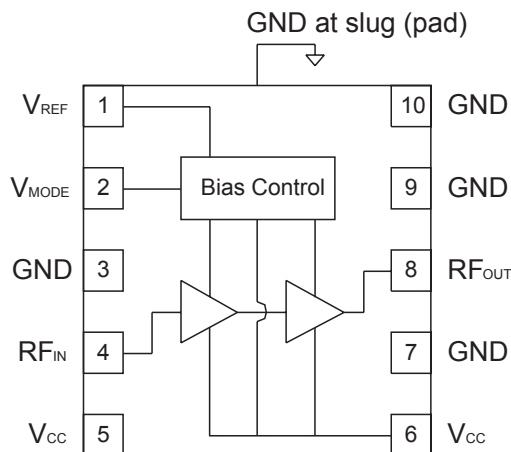 GND at slug (pad)
VREF 1 10 GND
VMODE 2 Bias Control 9 GND
GND 3 8 RFOUT
RFIN 4 7 GND
VCC 5 6 VCC